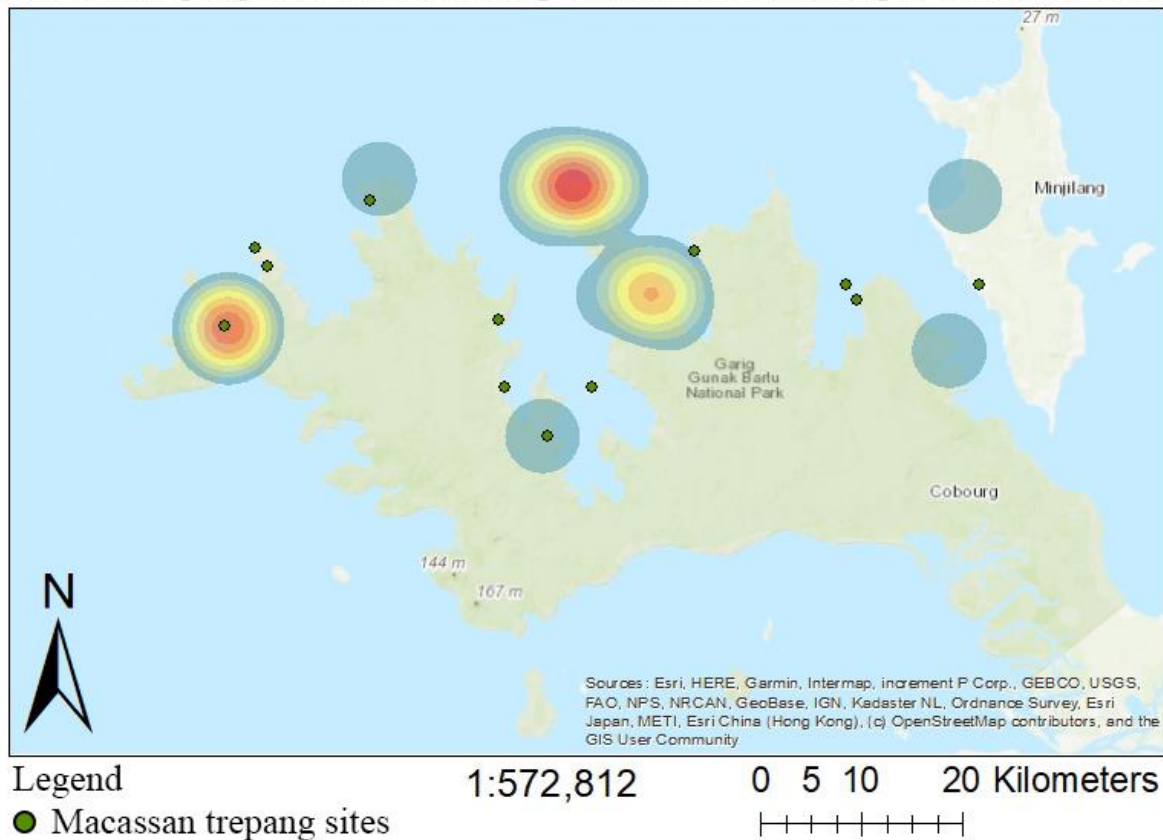 27 m
Minjilang
Garig
Gunak Barlu
National Park
Cobourg
144 m
167 m
N
Sources: Esri, HERE, Garmin, Intermap, increment P Corp., GEBCO, USGS,
FAO, NPS, NRCAN, GeoBase, IGN, Kadaster NL, Ordnance Survey, Esri
Japan, METI, Esri China (Hong Kong), (c) OpenStreetMap contributors, and the
GIS User Community
Legend
1:572,812
0 5 10 20 Kilometers
Macassan trepang sites